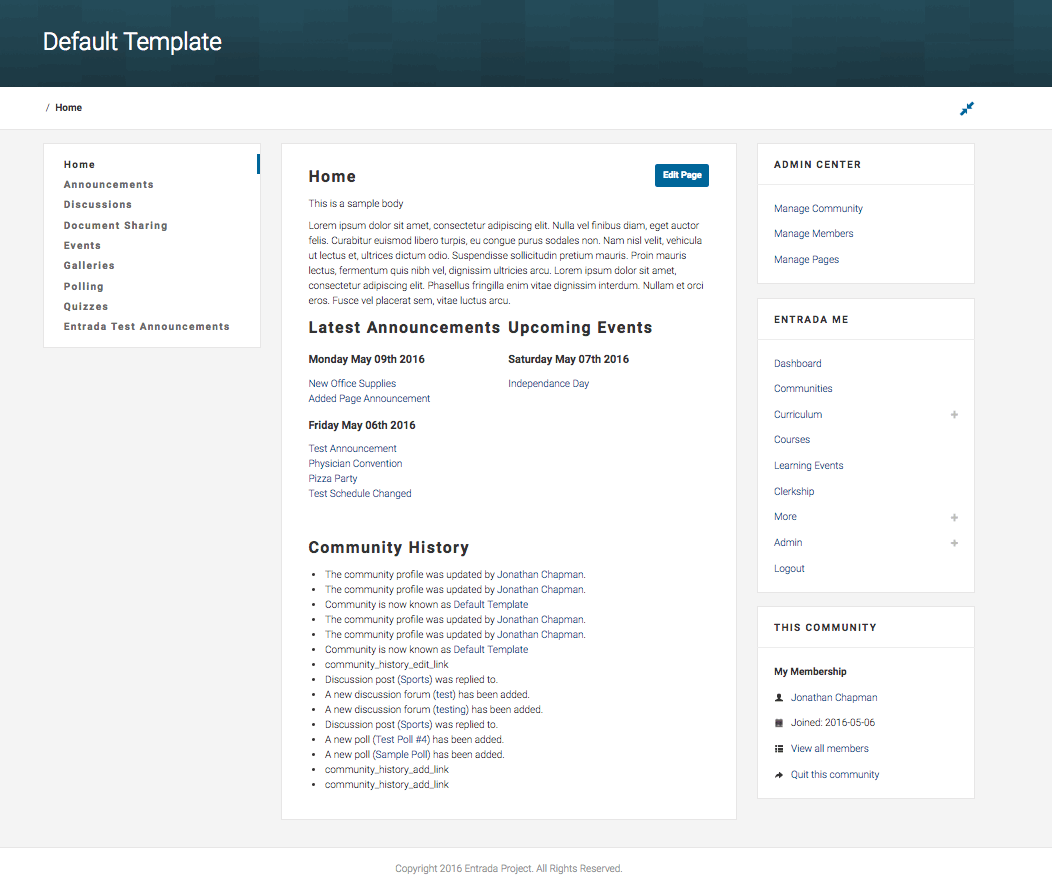 Default Template
/ Home
Home
Announcements
Discussions
Document Sharing
Events
Galleries
Polling
Quizzes
Entrada Test Announcements
Home
Edit Page
This is a sample body
Lorem ipsum dolor sit amet, consectetur adipiscing elit. Nulla vel finibus diam, eget auctor
felis. Curabitur euismod libero turpis, eu congue purus sodales non. Nam nisl velit, vehicula
ut lectus et, ultrices dictum odio. Suspendisse sollicitudin pretium mauris. Proin mauris
lectus, fermentum quis nibh vel, dignissim ultricies arcu. Lorem ipsum dolor sit amet,
consectetur adipiscing elit. Phasellus fringilla enim vitae dignissim interdum. Nullam et orci
eros. Fusce vel placerat sem, vitae luctus arcu.
Latest Announcements
Monday May 09th 2016
New Office Supplies
Added Page Announcement
Friday May 06th 2016
Test Announcement
Physician Convention
Pizza Party
Test Schedule Changed
Upcoming Events
Saturday May 07th 2016
Independance Day
Community History
The community profile was updated by Jonathan Chapman.
The community profile was updated by Jonathan Chapman.
Community is now known as Default Template
The community profile was updated by Jonathan Chapman.
The community profile was updated by Jonathan Chapman.
Community is now known as Default Template
community_history_edit_link
Discussion post (Sports) was replied to.
A new discussion forum (test) has been added.
A new discussion forum (testing) has been added.
Discussion post (Sports) was replied to.
A new poll (Test Poll #4) has been added.
A new poll (Sample Poll) has been added.
community_history_add_link
community_history_add_link
ADMIN CENTER
Manage Community
Manage Members
Manage Pages
ENTRADA ME
Dashboard
Communities
Curriculum
Courses
Learning Events
Clerkship
More
Admin
Logout
THIS COMMUNITY
My Membership
Jonathan Chapman
Joined: 2016-05-06
View all members
Quit this community
Copyright 2016 Entrada Project. All Rights Reserved.